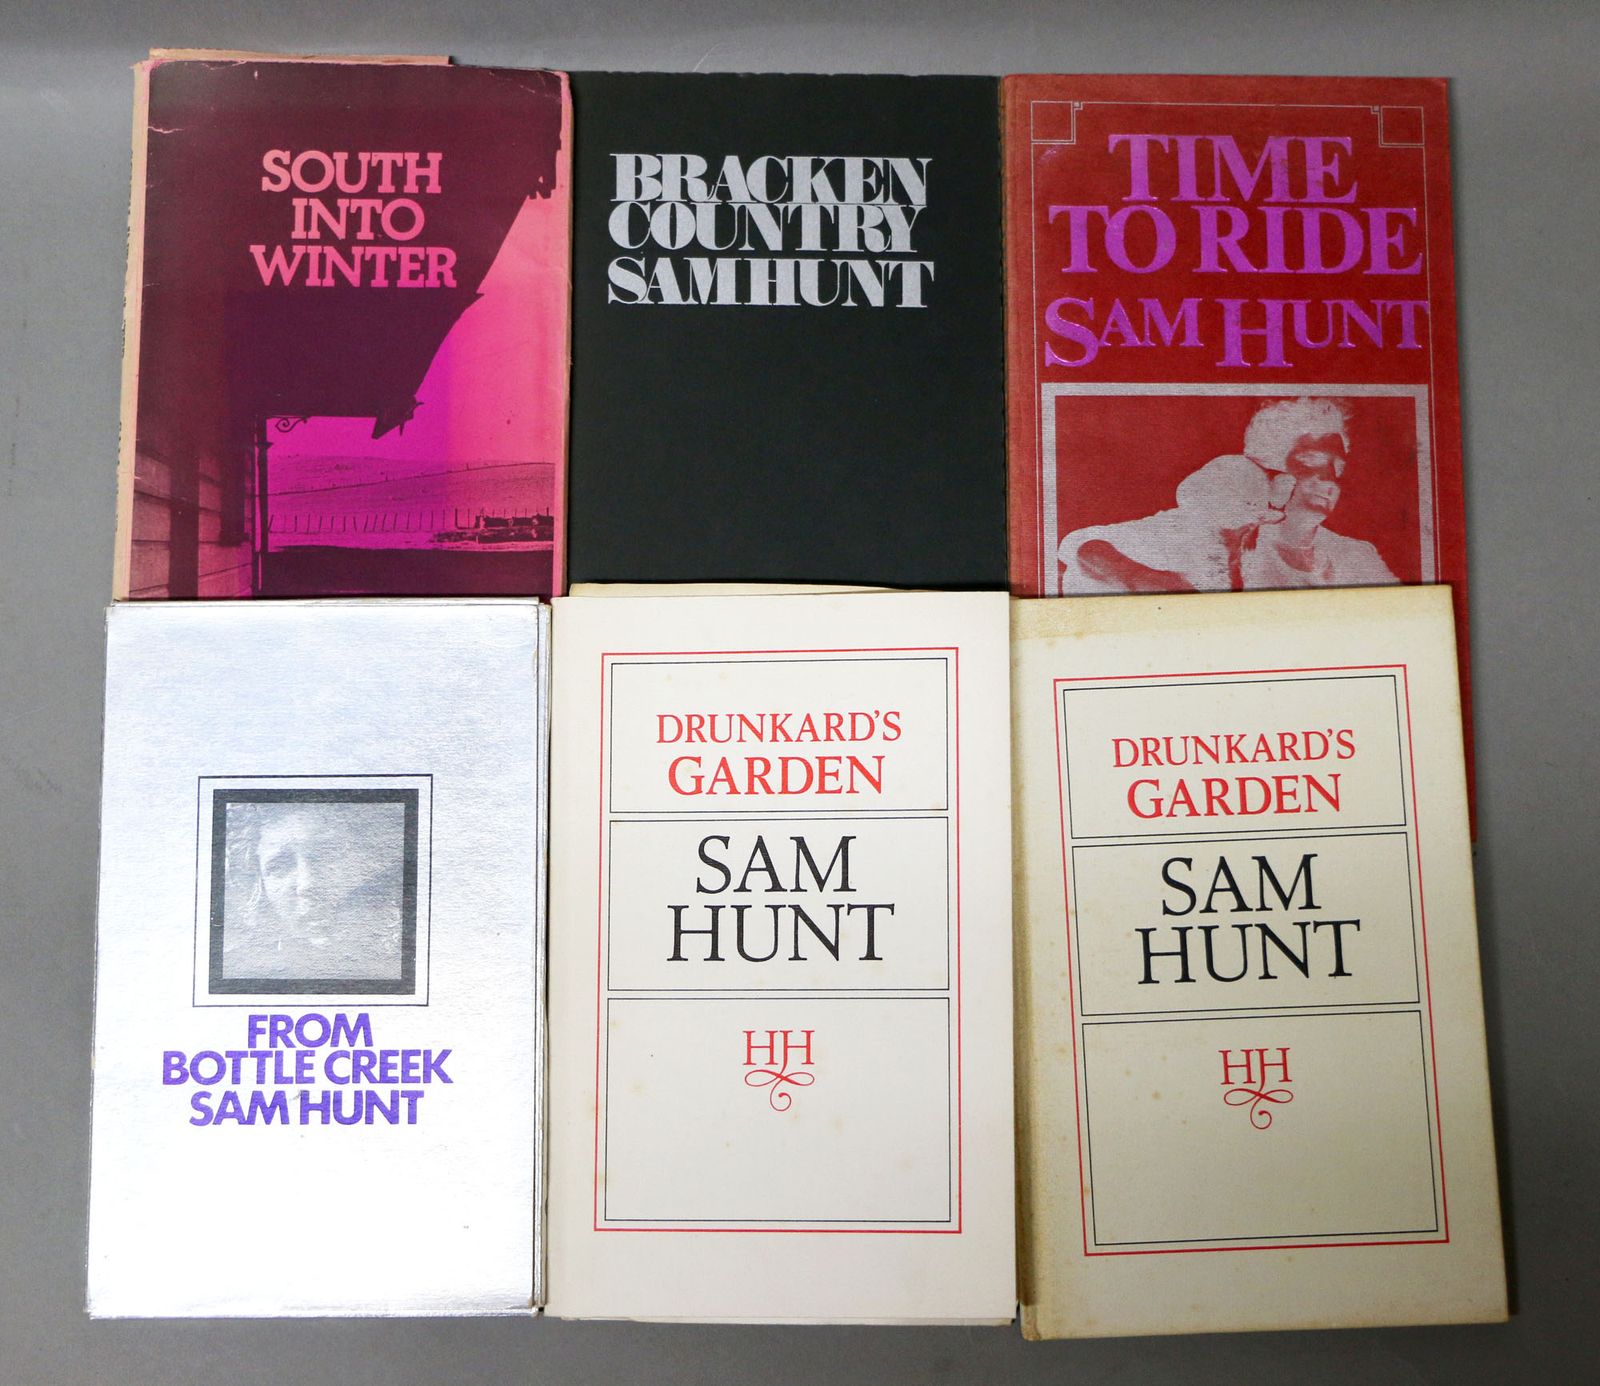 SOUTH
INTO
WINTER
BRACKEN
COUNTRY
SAM HUNT
TIME
TO RIDE
SAM HUNT
FROM
BOTTLE CREEK
SAM HUNT
DRUNKARD'S
GARDEN
SAM
HUNT
HH
DRUNKARD'S
GARDEN
SAM
HUNT
HH